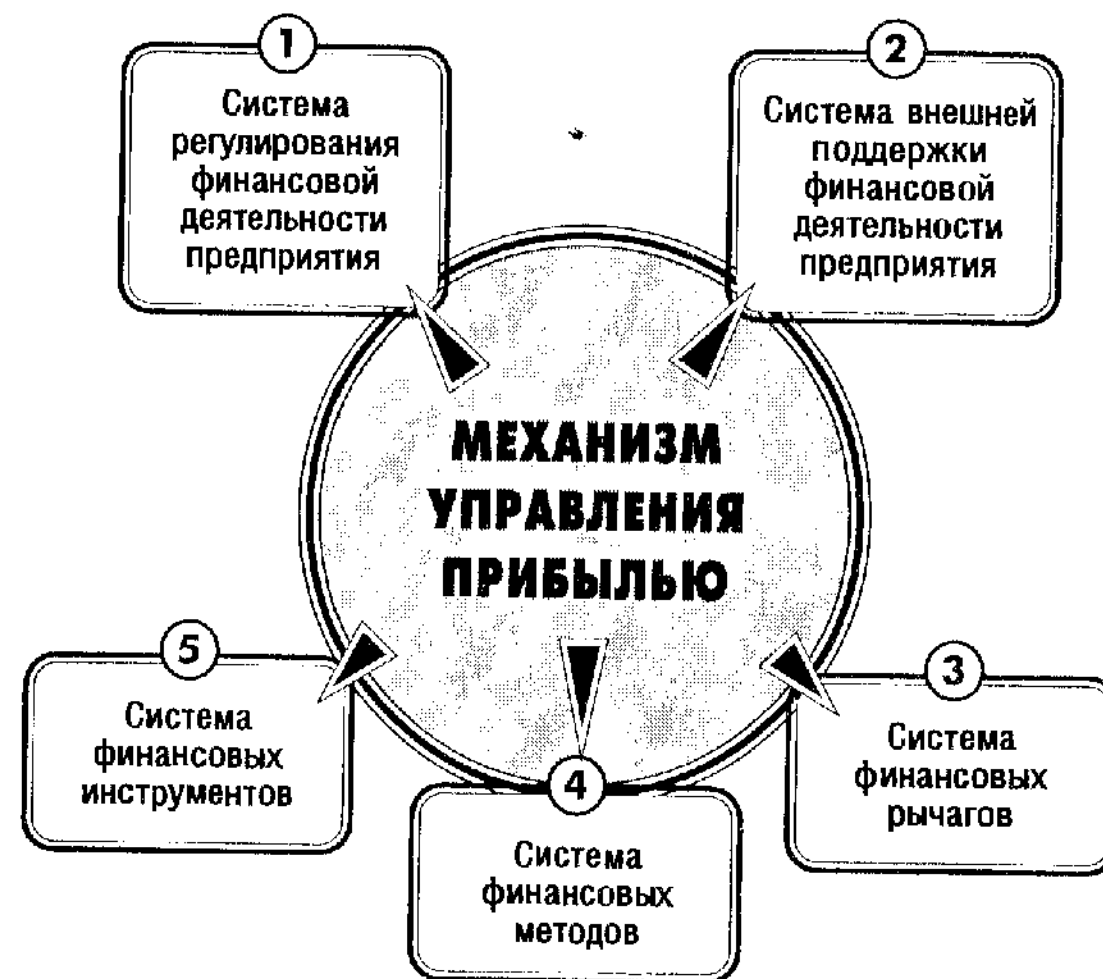 1
Система
регулирования
финансовой
деятельности
предприятия
2
Система внешней
поддержки
финансовой
деятельности
предприятия
МЕХАНИЗМ
УПРАВЛЕНИЯ
ПРИБЫЛЬЮ
3
Система
финансовых
рычагов
4
Система
финансовых
методов
5
Система
финансовых
инструментов